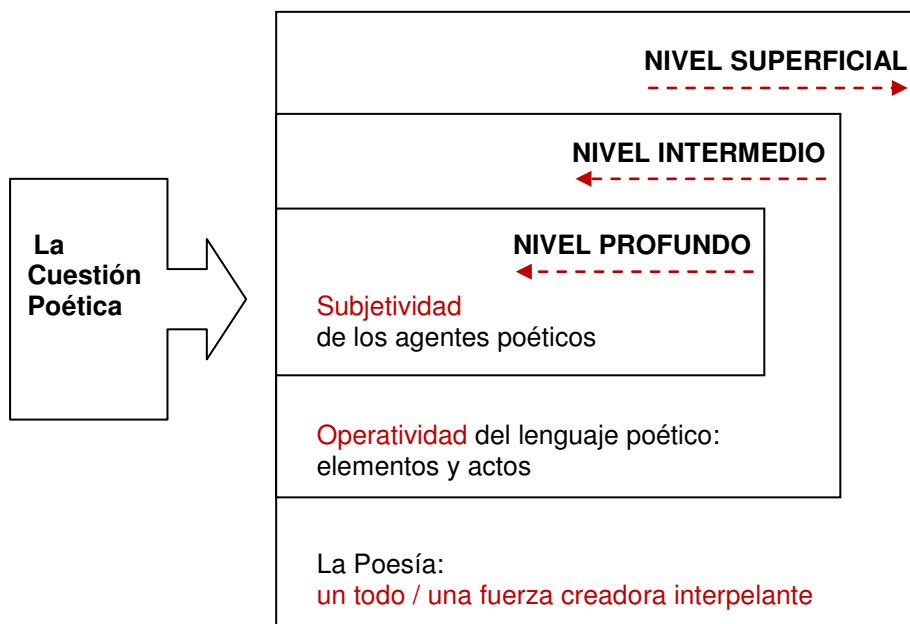 NIVEL SUPERFICIAL
NIVEL INTERMEDIO
NIVEL PROFUNDO
La
Cuestión
Poética
Subjetividad
de los agentes poéticos
Operatividad del lenguaje poético:
elementos y actos
La Poesía:
un todo / una fuerza creadora interpelante